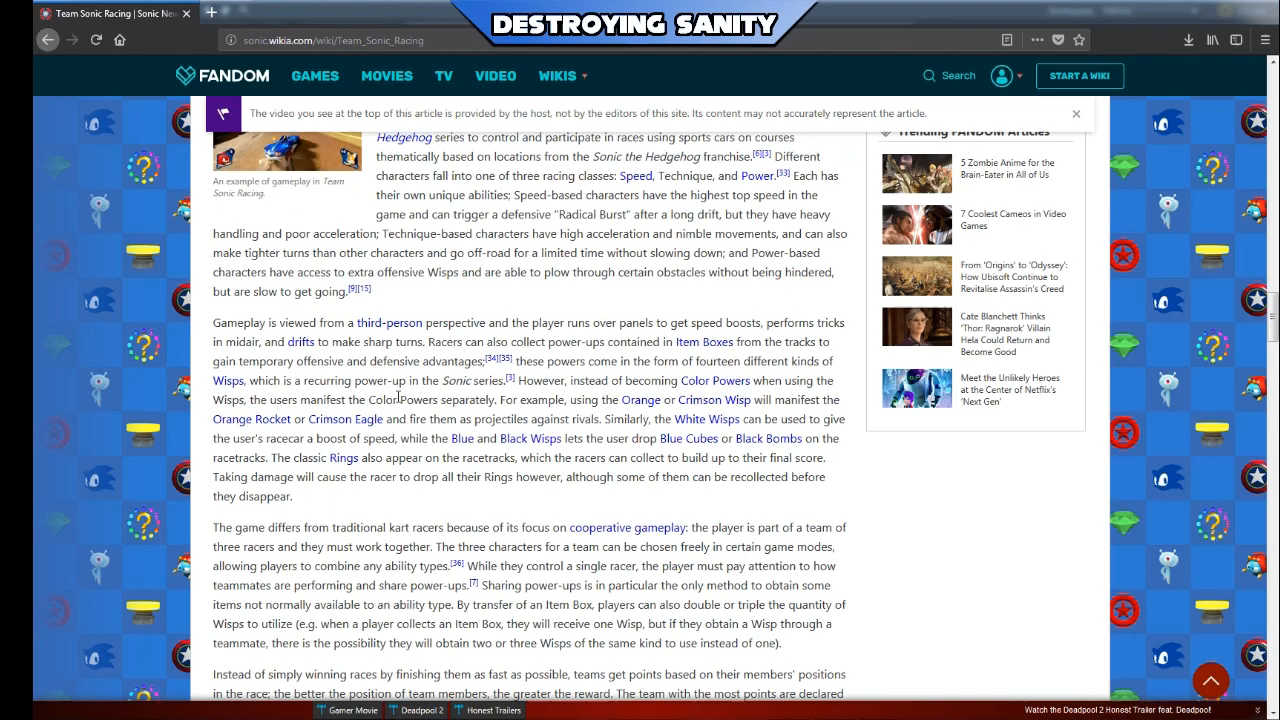 DESTROYING SANITY
Team Sonic Racing | Sonic Ne
sonic.wikia.com/wiki/Team_Sonic_Racing
FANDOM
GAMES
MOVIES
TV
VIDEO
WIKIS
Search
START A WIKI
The video you see at the top of this article is provided by the host, not by the editors of this site. Its content may not accurately represent the article.
An example of gameplay in Team
Sonic Racing.
Hedgehog series to control and participate in races using sports cars on courses
thematically based on locations from the Sonic the Hedgehog franchise.[6][3] Different
characters fall into one of three racing classes: Speed, Technique, and Power.[33] Each has
their own unique abilities; Speed-based characters have the highest top speed in the
game and can trigger a defensive "Radical Burst" after a long drift, but they have heavy
handling and poor acceleration; Technique-based characters have high acceleration and nimble movements, and can also
make tighter turns than other characters and go off-road for a limited time without slowing down; and Power-based
characters have access to extra offensive Wisps and are able to plow through certain obstacles without being hindered,
but are slow to get going.[9][15]
Gameplay is viewed from a third-person perspective and the player runs over panels to get speed boosts, performs tricks
in midair, and drifts to make sharp turns. Racers can also collect power-ups contained in Item Boxes from the tracks to
gain temporary offensive and defensive advantages;[34][35] these powers come in the form of fourteen different kinds of
Wisps, which is a recurring power-up in the Sonic series.[3] However, instead of becoming Color Powers when using the
Wisps, they manifest the Color Powers separately. For example, using the Orange or Crimson Wisp will manifest the
Orange Rocket or Crimson Eagle and fire them as projectiles against rivals. Similarly, the White Wisps can be used to give
the user's racecar a boost of speed, while the Blue and Black Wisps lets the user drop Blue Cubes or Black Bombs on the
racetracks. The classic Rings also appear on the racetracks, which the racers can collect to build up to their final score.
Taking damage will cause the racer to drop all their Rings however, although some of them can be recollected before
they disappear.
The game differs from traditional kart racers because of its focus on cooperative gameplay: the player is part of a team of
three racers and they must work together. The three characters for a team can be chosen freely in certain game modes,
allowing players to combine any ability types.[36] While they control a single racer, the player must pay attention to how
teammates are performing and share power-ups.[7] Sharing power-ups is in particular the only method to obtain some
items not normally available to an ability type. By transfer of an Item Box, players can also double or triple the quantity of
Wisps to utilize (e.g. when a player collects an Item Box, they will receive one Wisp, but if they obtain a Wisp through a
teammate, there is the possibility they will obtain two or three Wisps of the same kind to use instead of one).
Instead of simply winning races by finishing them as fast as possible, teams get points based on their members' positions
in the race; the better the position of team members, the greater the reward. The team with the most points are declared
Trending FANDOM Articles
5 Zombie Anime for the
Brain-Eater in All of Us
7 Coolest Cameos in Video
Games
From 'Origins' to 'Odyssey':
How Ubisoft Continue to
Revitalise Assassin's Creed
Cate Blanchett Thinks
'Thor: Ragnarok' Villain
Hela Could Return and
Become Good
Meet the Unlikely Heroes
at the Center of Netflix's
'Next Gen'
Gamer Movie
Deadpool 2
Honest Trailers
Watch the Deadpool 2 Honest Trailer feat. Deadpool!